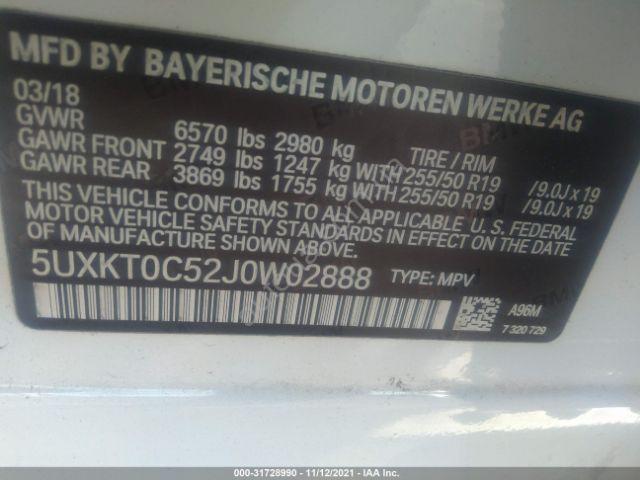 MFD BY BAYERISCHE MOTOREN WERKE AG
03/18
GVWR 6570 lbs 2980 kg TIRE / RIM
GAWR FRONT 2749 lbs 1247 kg WITH 255/50 R19 /9.0J x 19
GAWR REAR 3869 lbs 1755 kg WITH 255/50 R19 /9.0J x 19
THIS VEHICLE CONFORMS TO ALL APPLICABLE U. S. FEDERAL
MOTOR VEHICLE SAFETY STANDARDS IN EFFECT ON THE DATE
OF MANUFACTURE SHOWN ABOVE.
5UXKT0C52J0W02888 TYPE: MPV
A96M
7 320 729
000-31728990 - 11/12/2021 - IAA Inc.